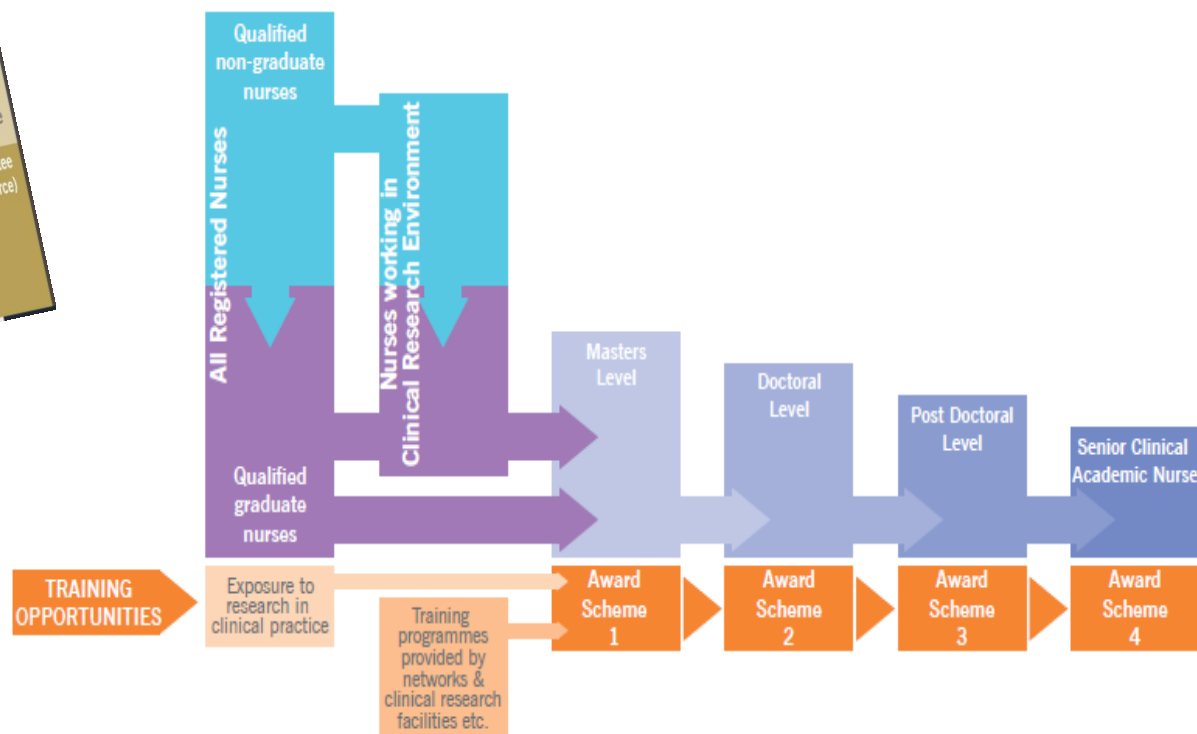 Qualified
non-graduate
nurses
All Registered Nurses
Nurses working in
Clinical Research Environment
Qualified
graduate
nurses
Masters
Level
Doctoral
Level
Post Doctoral
Level
Senior Clinical
Academic Nurse
TRAINING
OPPORTUNITIES
Exposure to
research in
clinical practice
Training
programmes
provided by
networks &
clinical research
facilities etc.
Award
Scheme
1
Award
Scheme
2
Award
Scheme
3
Award
Scheme
4